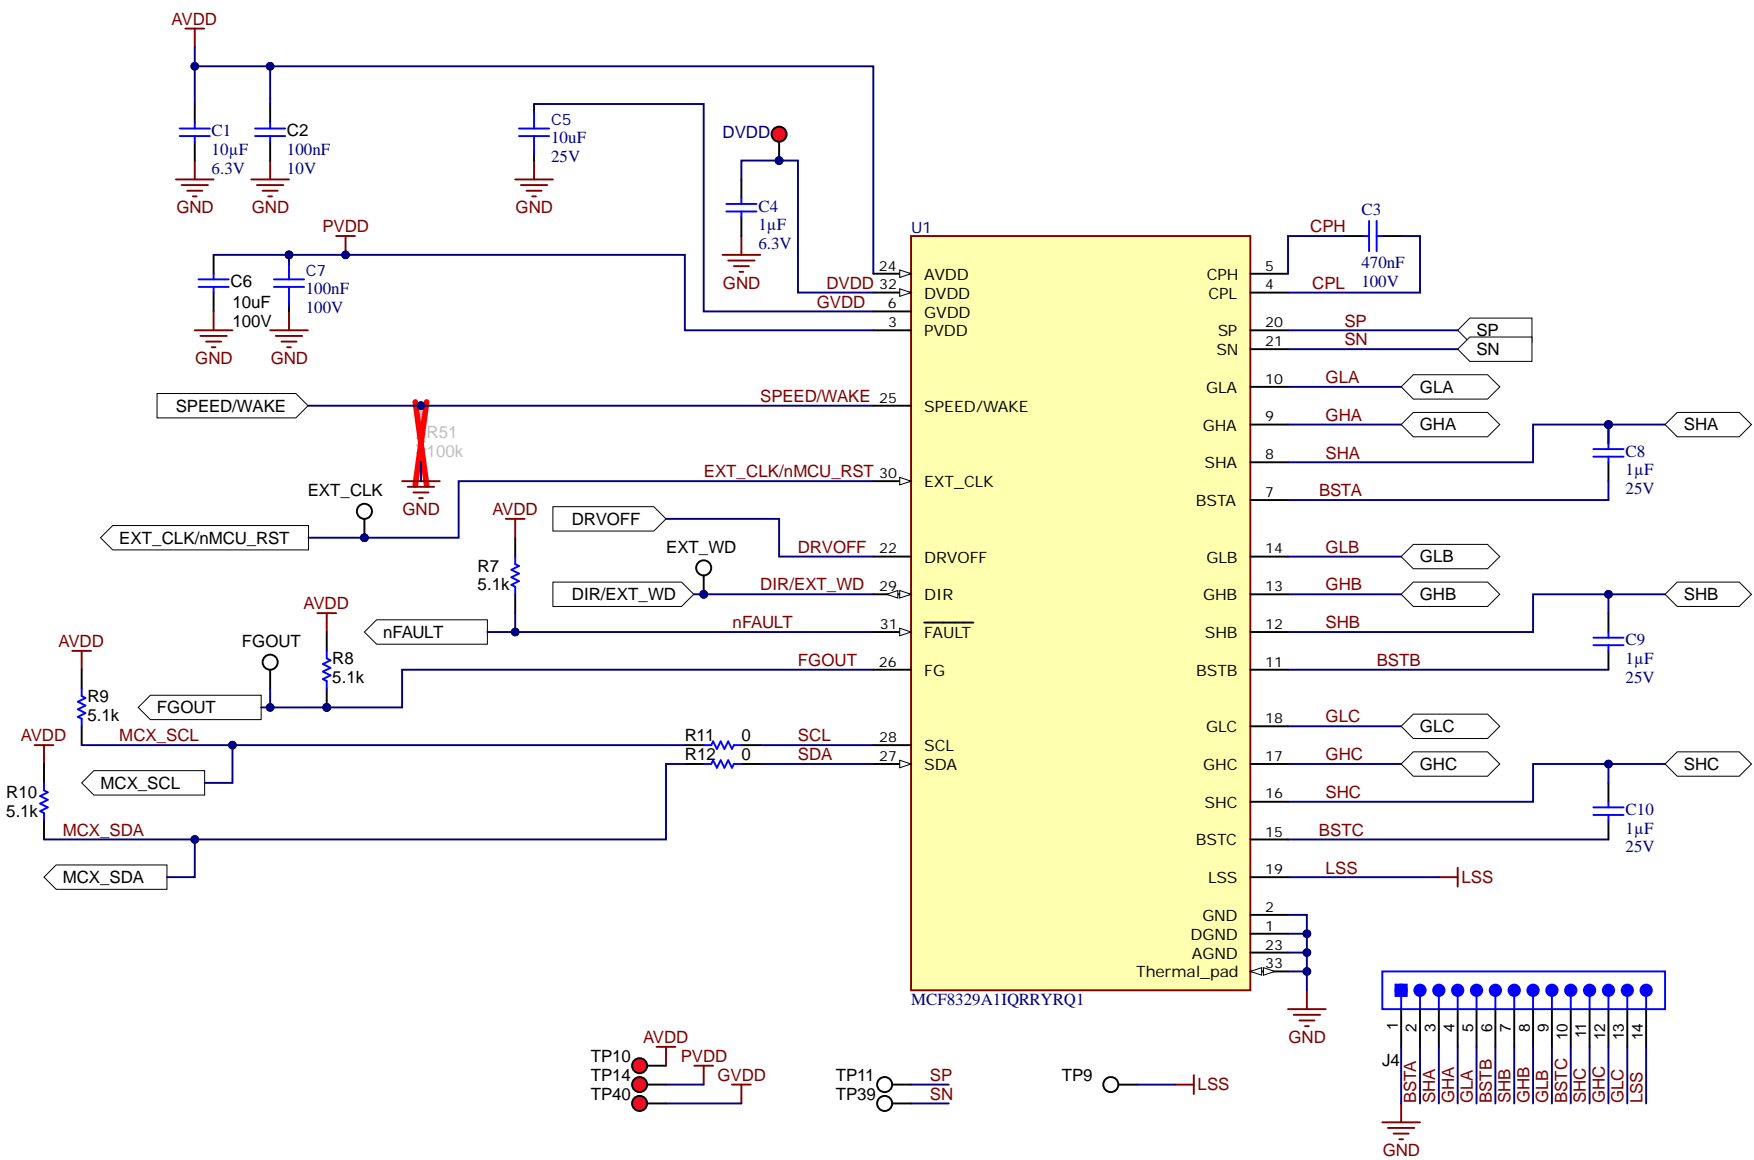 AVDD
C1
10µF
6.3V
GND
C2
100nF
10V
GND
C5
10uF
25V
GND
DVDD
C4
1µF
6.3V
GND
PVDD
C6
10uF
100V
GND
C7
100nF
100V
GND
U1
24 AVDD
DVDD 32 DVDD
GVDD 6 GVDD
3 PVDD
SPEED/WAKE
SPEED/WAKE 25 SPEED/WAKE
R51
100k
GND
EXT_CLK/nMCU_RST 30 EXT_CLK
EXT_CLK
EXT_CLK/nMCU_RST
AVDD
R7
5.1k
DRVOFF
DRVOFF 22 DRVOFF
EXT_WD
DIR/EXT_WD
DIR/EXT_WD 29 DIR
nFAULT
nFAULT 31 FAULT
AVDD
R8
5.1k
FGOUT
FGOUT
FGOUT 26 FG
AVDD
R9
5.1k
MCX_SCL
R11 0 SCL 28 SCL
R12 0 SDA 27 SDA
MCX_SCL
AVDD
R10
5.1k
MCX_SDA
MCX_SDA
CPH 5 CPH
CPL 4 CPL
C3
470nF
100V
SP 20 SP SP
SN 21 SN SN
GLA 10 GLA GLA
GHA 9 GHA GHA
SHA 8 SHA SHA
BSTA 7 BSTA
C8
1µF
25V
GLB 14 GLB GLB
GHB 13 GHB GHB
SHB 12 SHB SHB
BSTB 11 BSTB
C9
1µF
25V
GLC 18 GLC GLC
GHC 17 GHC GHC
SHC 16 SHC SHC
BSTC 15 BSTC
C10
1µF
25V
LSS 19 LSS LSS
GND 2
DGND 1
AGND 23
Thermal_pad 33
GND
MCF8329A1IQRRYRQ1
TP10 AVDD
TP14 PVDD
TP40 GVDD
TP11 SP
TP39 SN
TP9 LSS
J4
1 2 3 4 5 6 7 8 9 10 11 12 13 14
BSTA SHA GHA GLA BSTB SHB GHB GLB BSTC SHC GHC GLC LSS
GND